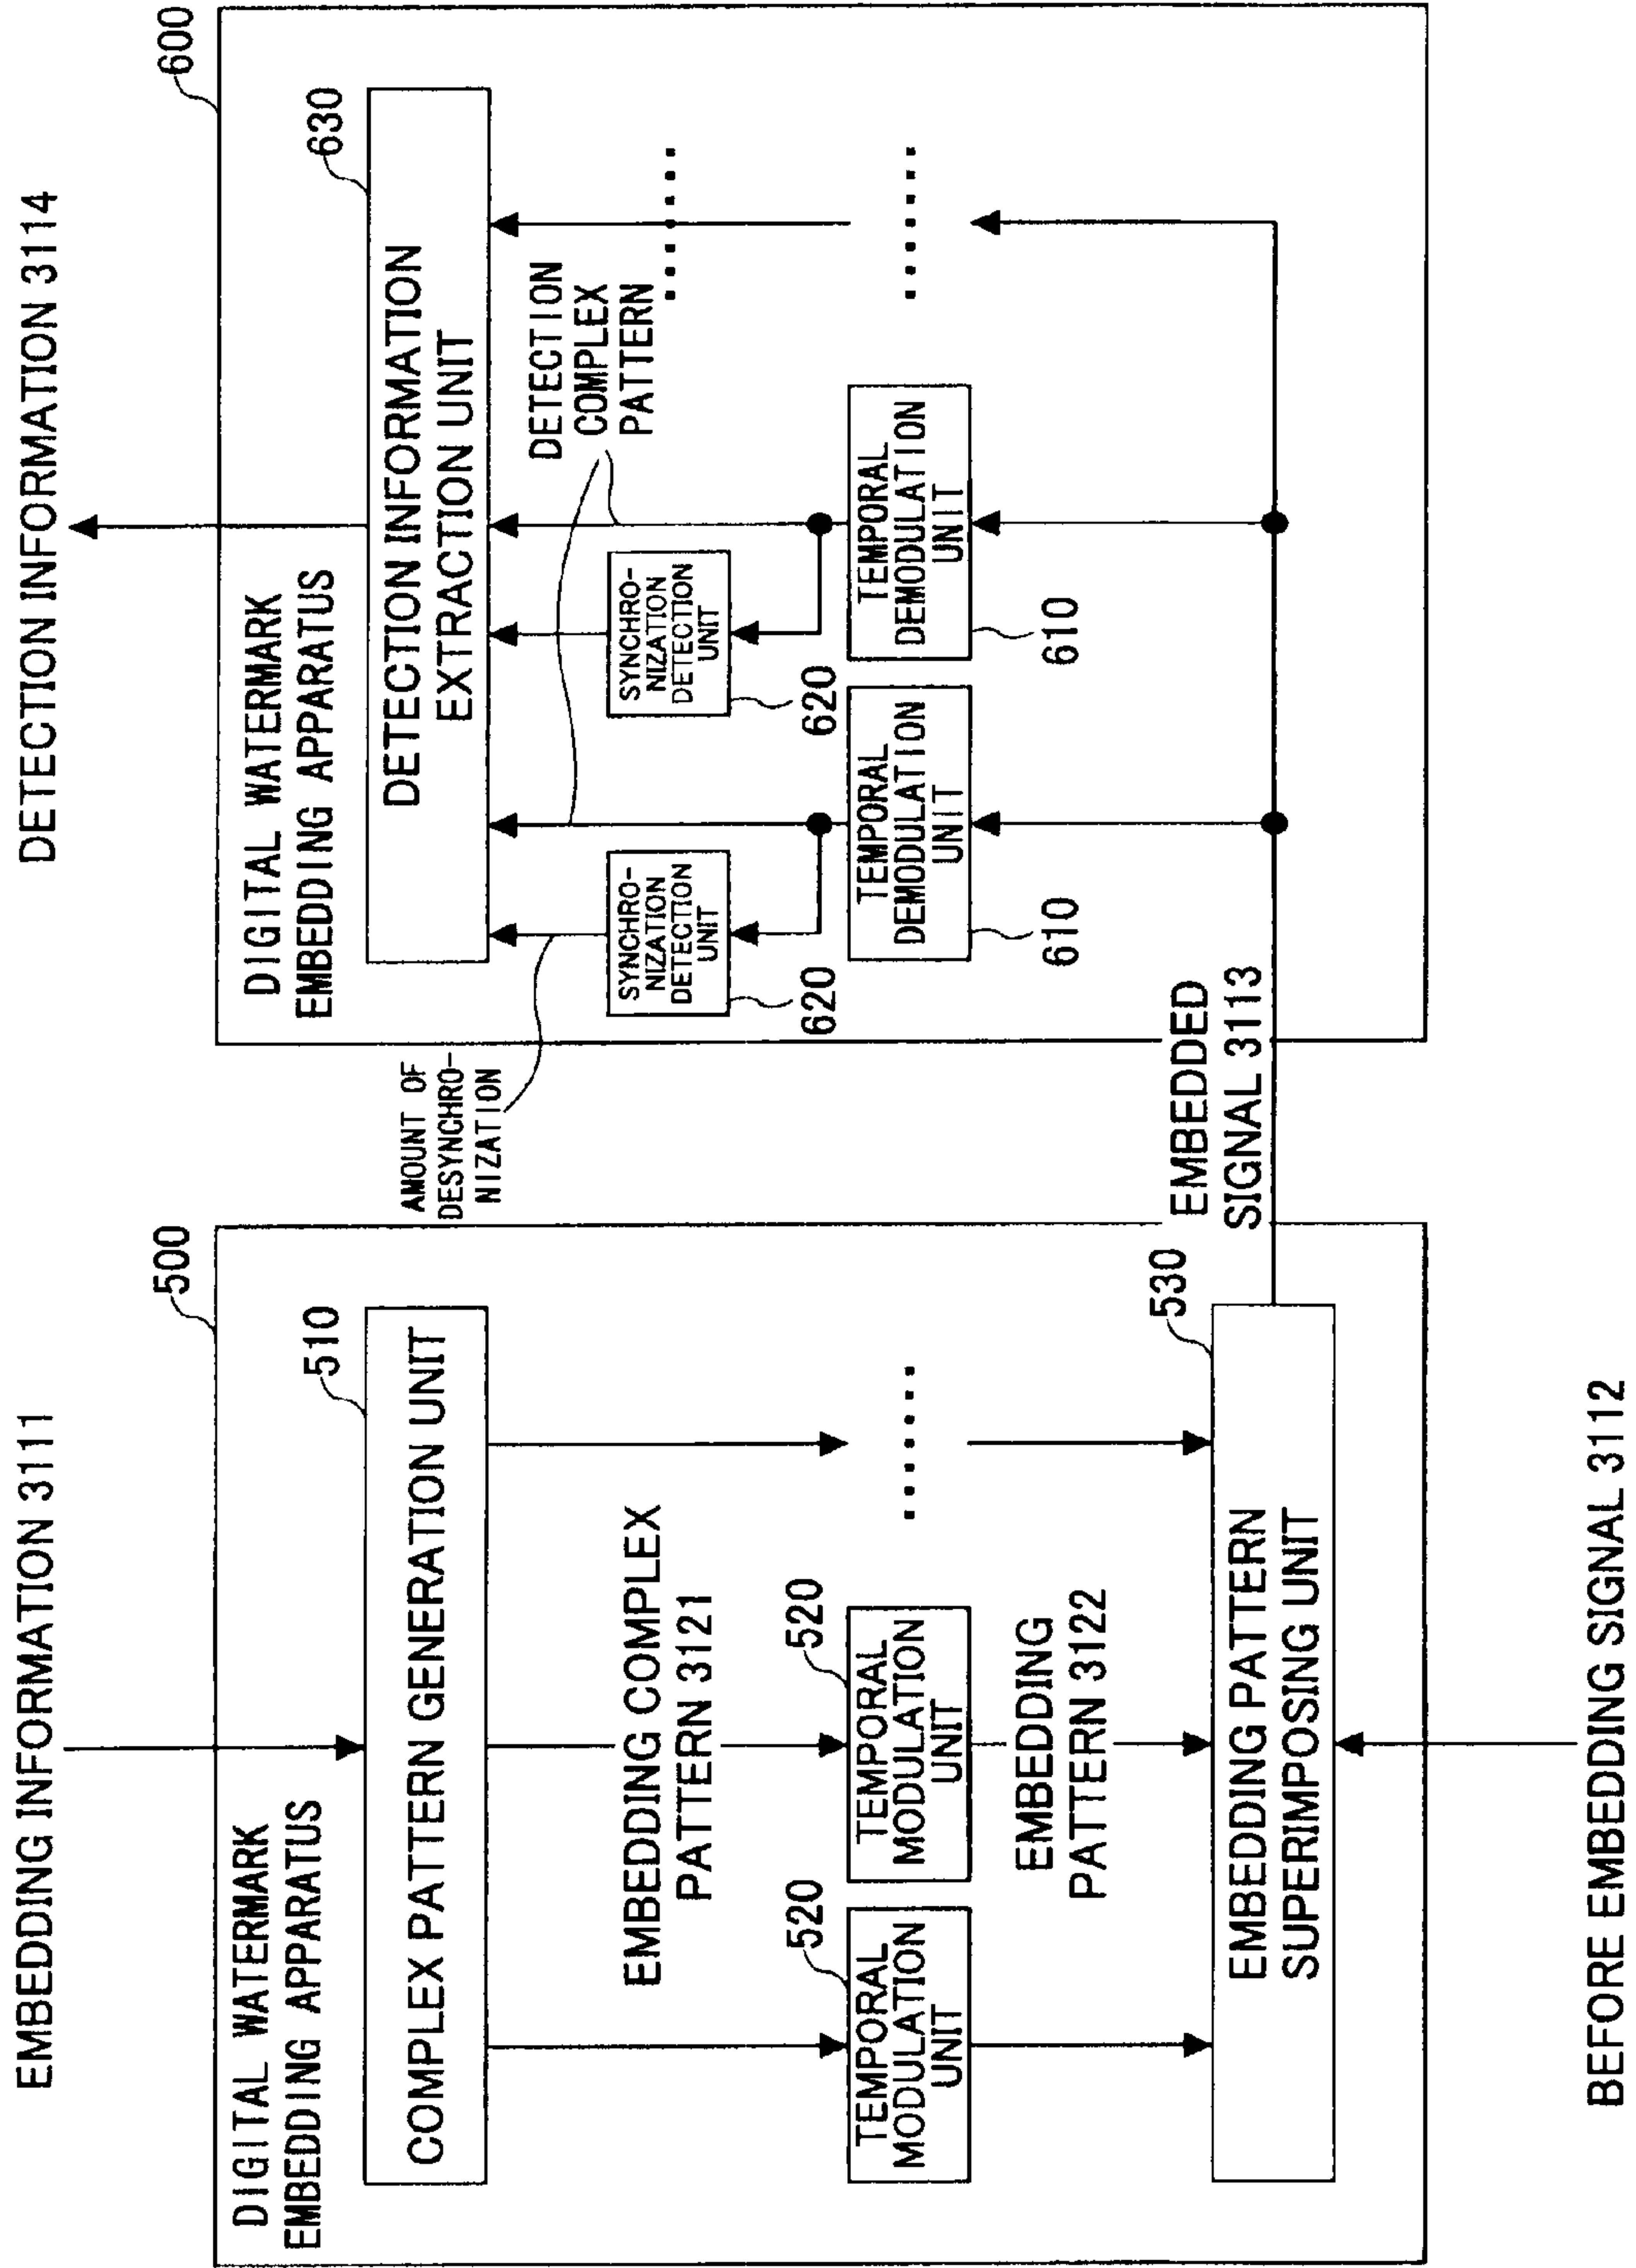 EMBEDDING INFORMATION 3111
500
DIGITAL WATERMARK
EMBEDDING APPARATUS
510
COMPLEX PATTERN GENERATION UNIT
EMBEDDING COMPLEX
PATTERN 3121
520
TEMPORAL
MODULATION
UNIT
520
TEMPORAL
MODULATION
UNIT
EMBEDDING
PATTERN 3122
530
EMBEDDING PATTERN
SUPERIMPOSING UNIT
BEFORE EMBEDDING SIGNAL 3112
EMBEDDED
SIGNAL 3113
DETECTION INFORMATION 3114
600
DIGITAL WATERMARK
EMBEDDING APPARATUS
630
DETECTION INFORMATION
EXTRACTION UNIT
AMOUNT OF
DESYNCHRO-
NIZATION
DETECTION
COMPLEX
PATTERN
SYNCHRO-
NIZATION
DETECTION
UNIT
620
SYNCHRO-
NIZATION
DETECTION
UNIT
620
TEMPORAL
DEMODULATION
UNIT
610
TEMPORAL
DEMODULATION
UNIT
610